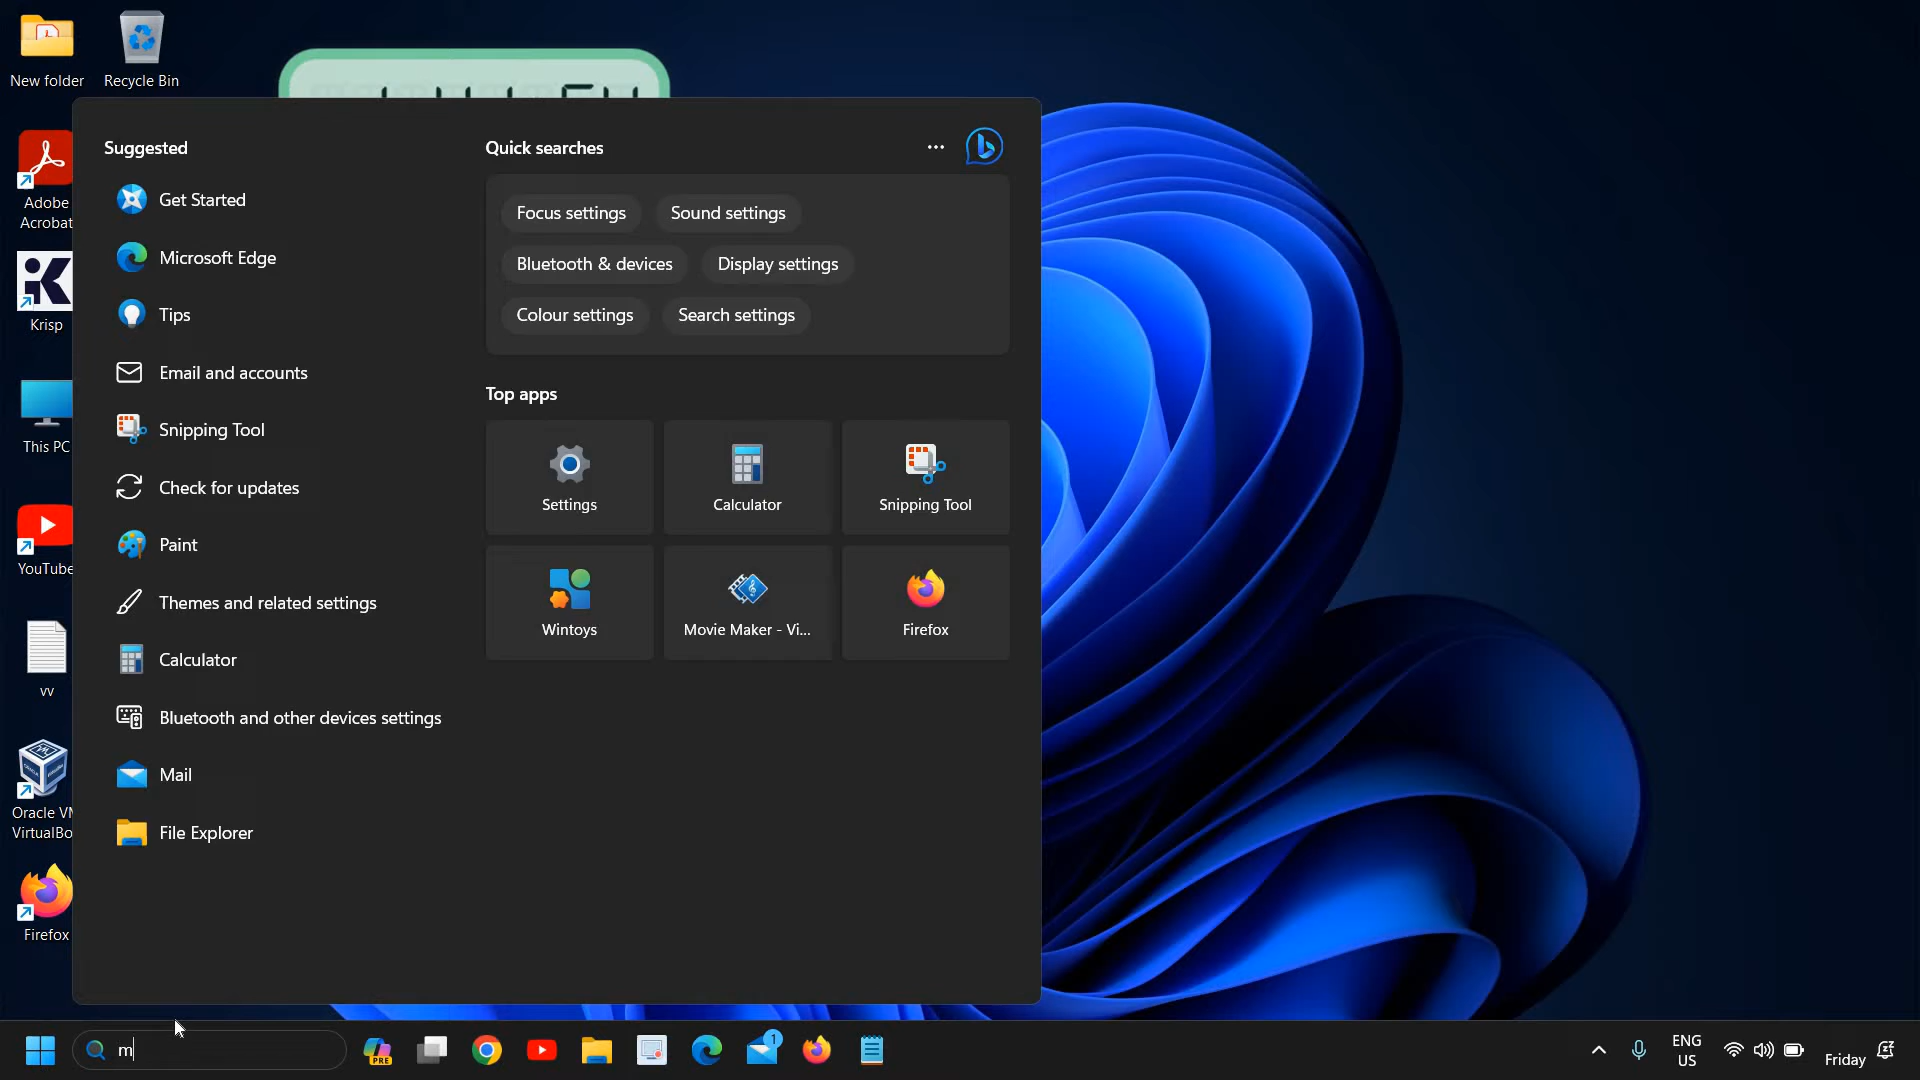 New folder
Recycle Bin
Adobe
Acrobat
Krisp
This PC
YouTube
vv
Oracle VM
VirtualBo
Firefox
Suggested
Get Started
Microsoft Edge
Tips
Email and accounts
Snipping Tool
Check for updates
Paint
Themes and related settings
Calculator
Bluetooth and other devices settings
Mail
File Explorer
Quick searches
Focus settings
Sound settings
Bluetooth & devices
Display settings
Colour settings
Search settings
Top apps
Settings
Calculator
Snipping Tool
Wintoys
Movie Maker - Vi...
Firefox
m
PRE
1
ENG
US
Friday